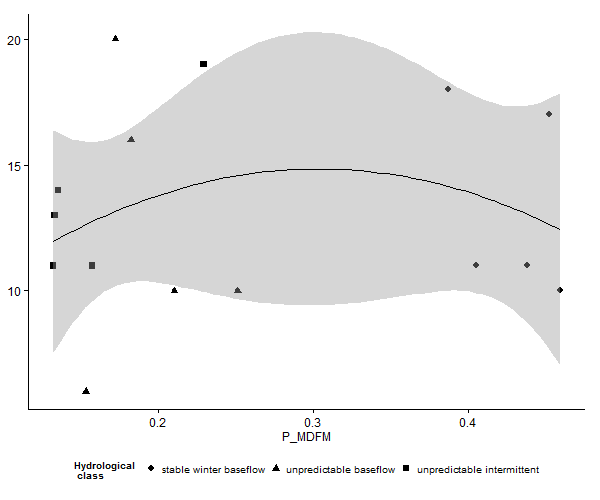 20
15
10
0.2 0.3 0.4
P_MDFM
Hydrological
class
stable winter baseflow unpredictable baseflow unpredictable intermittent